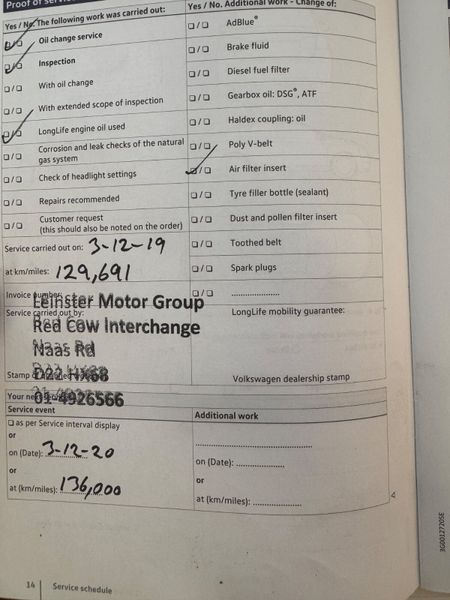 Proof of
Yes / No. The following work was carried out:
☐/☐ Oil change service
☐/☐ Inspection
☐/☐ With oil change
☐/☐ With extended scope of inspection
☐/☐ LongLife engine oil used
☐/☐ Corrosion and leak checks of the natural
gas system
☐/☐ Check of headlight settings
☐/☐ Repairs recommended
☐/☐ Customer request
(this should also be noted on the order)
Service carried out on: 3-12-19
at km/miles: 129,691
Invoice number:
Leinster Motor Group
Service carried out by:
Red Cow Interchange
Naas Rd
Stamp
D22 HX68
01-4926566
Yes / No. Additional work - Change of:
☐/☐ AdBlue®
☐/☐ Brake fluid
☐/☐ Diesel fuel filter
☐/☐ Gearbox oil: DSG®, ATF
☐/☐ Haldex coupling: oil
☐/☐ Poly V-belt
☐/☐ Air filter insert
☐/☐ Tyre filler bottle (sealant)
☐/☐ Dust and pollen filter insert
☐/☐ Toothed belt
☐/☐ Spark plugs
☐/☐ ....................
LongLife mobility guarantee:
Volkswagen dealership stamp
Your
Service event
☐ as per Service interval display
or
on (Date): 3-12-20
or
at (km/miles): 136,000
Additional work
..............................
on (Date): ................
or
at (km/miles): ................
14 | Service schedule
3G0012720SE